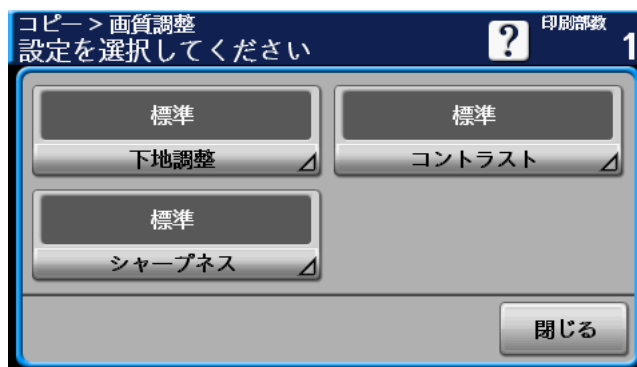 コピー > 画質調整
設定を選択してください
?
印刷部数
1
標準
下地調整
標準
コントラスト
標準
シャープネス
閉じる